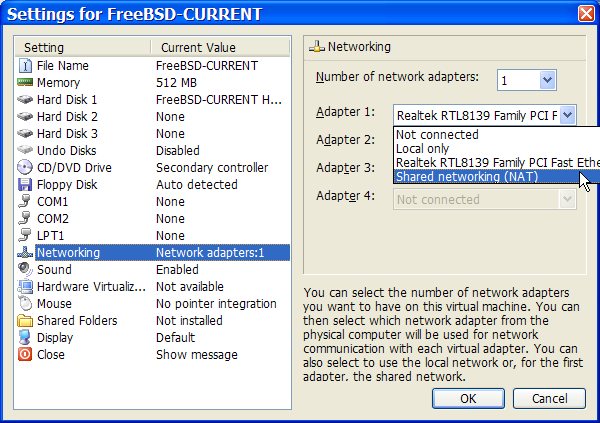 Settings for FreeBSD-CURRENT
Setting Current Value
File Name FreeBSD-CURRENT
Memory 512 MB
Hard Disk 1 FreeBSD-CURRENT H...
Hard Disk 2 None
Hard Disk 3 None
Undo Disks Disabled
CD/DVD Drive Secondary controller
Floppy Disk Auto detected
COM1 None
COM2 None
LPT1 None
Networking Network adapters:1
Sound Enabled
Hardware Virtualiz... Not available
Mouse No pointer integration
Shared Folders Not installed
Display Default
Close Show message
Networking
Number of network adapters: 1
Adapter 1: Realtek RTL8139 Family PCI F
Not connected
Adapter 2: Local only
Realtek RTL8139 Family PCI Fast Ethe
Adapter 3: Shared networking (NAT)
Adapter 4: Not connected
You can select the number of network adapters
you want to have on this virtual machine. You can
then select which network adapter from the
physical computer will be used for network
communication with each virtual adapter. You can
also select to use the local network or, for the first
adapter, the shared network.
OK Cancel